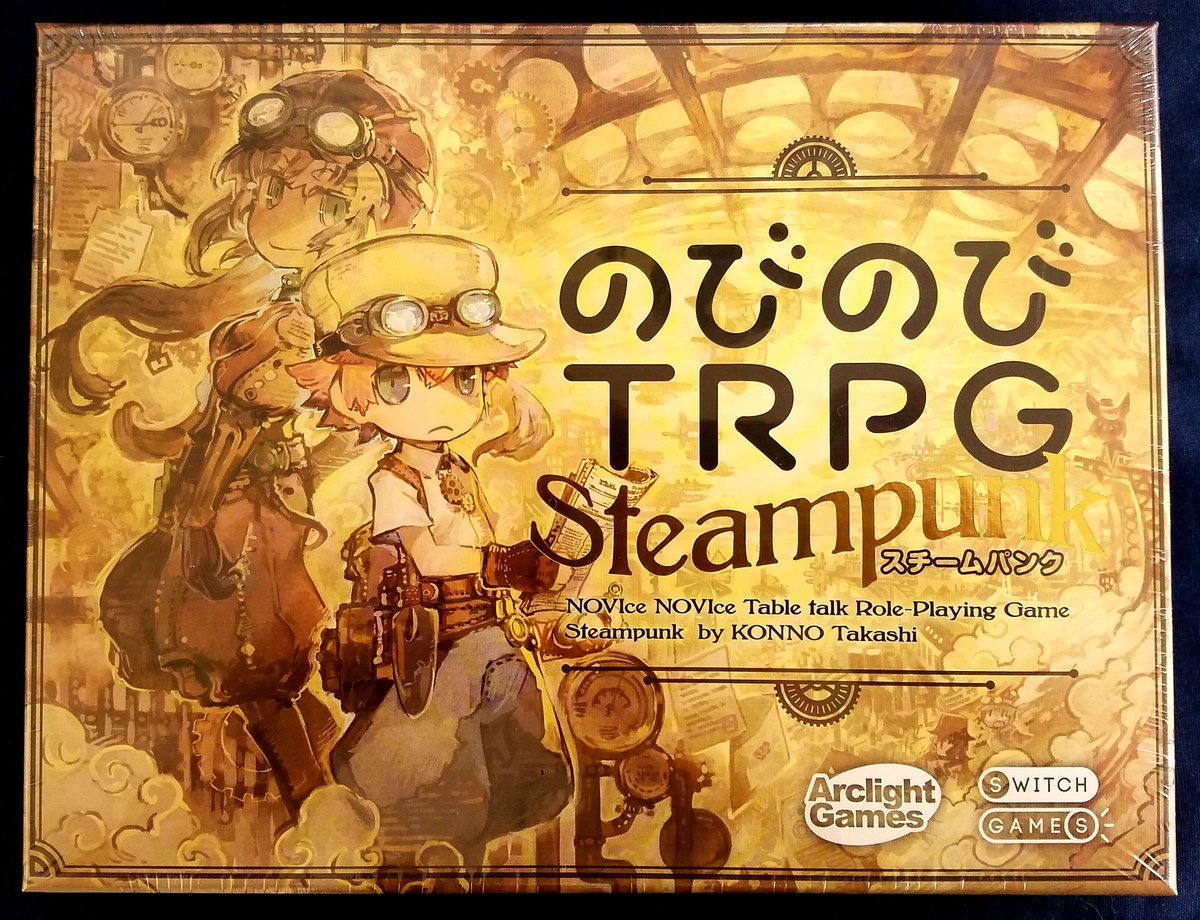 のびのび
TRPG
Steampunk
スチームパンク
NOVIce NOVIce Table talk Role-Playing Game
Steampunk by KONNO Takashi
Arclight
Games
SWITCH
GAMES